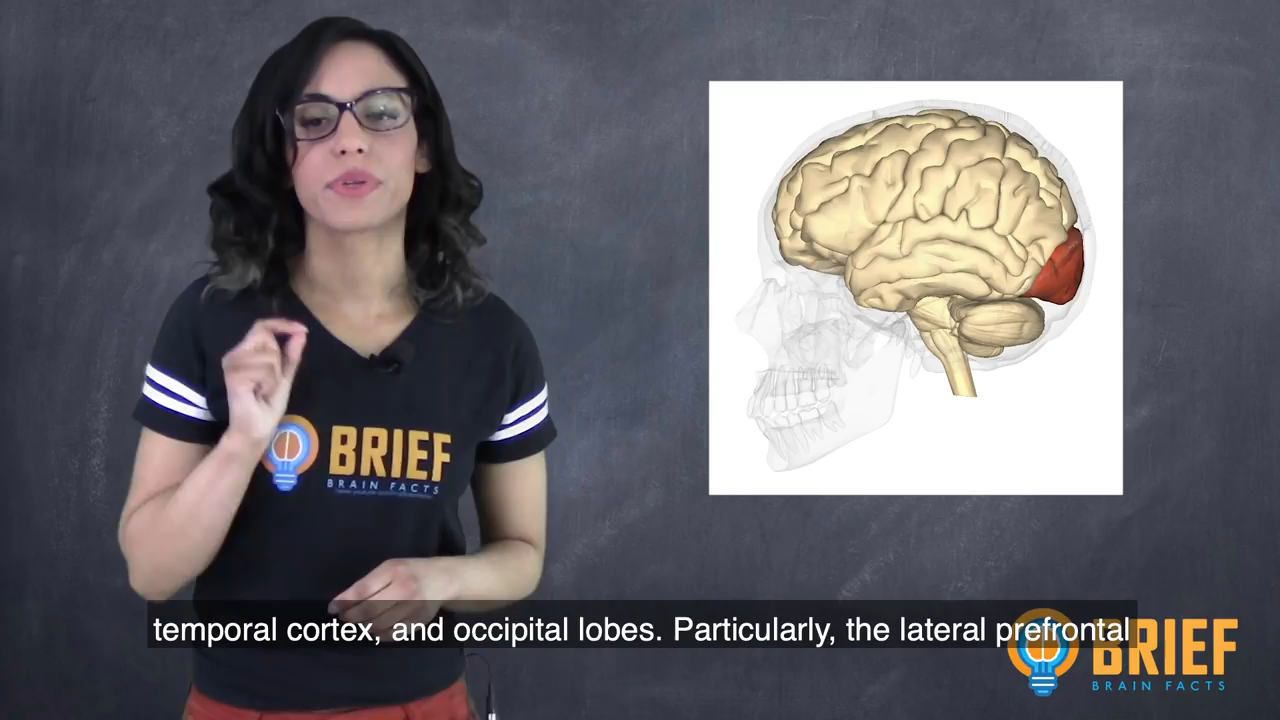 BRIEF
BRAIN FACTS
temporal cortex, and occipital lobes. Particularly, the lateral prefrontal
BRIEF
BRAIN FACTS